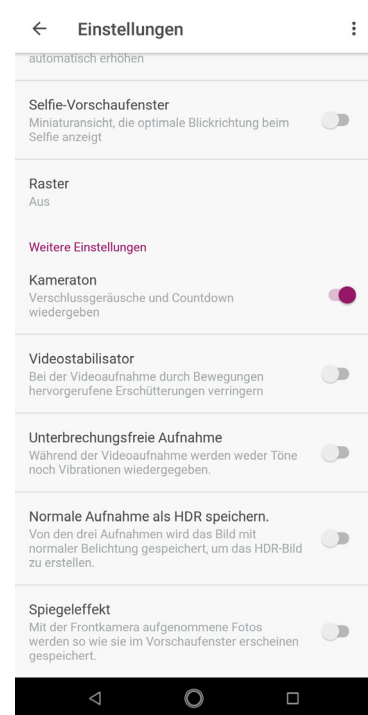 Einstellungen
automatisch erhöhen
Selfie-Vorschaufenster
Miniaturansicht, die optimale Blickrichtung beim
Selfie anzeigt
Raster
Aus
Weitere Einstellungen
Kameraton
Verschlussgeräusche und Countdown
wiedergeben
Videostabilisator
Bei der Videoaufnahme durch Bewegungen
hervorgerufene Erschütterungen verringern
Unterbrechungsfreie Aufnahme
Während der Videoaufnahme werden weder Töne
noch Vibrationen wiedergegeben.
Normale Aufnahme als HDR speichern.
Von den drei Aufnahmen wird das Bild mit
normaler Belichtung gespeichert, um das HDR-Bild
zu erstellen.
Spiegeleffekt
Mit der Frontkamera aufgenommene Fotos
werden so wie sie im Vorschaufenster erscheinen
gespeichert.